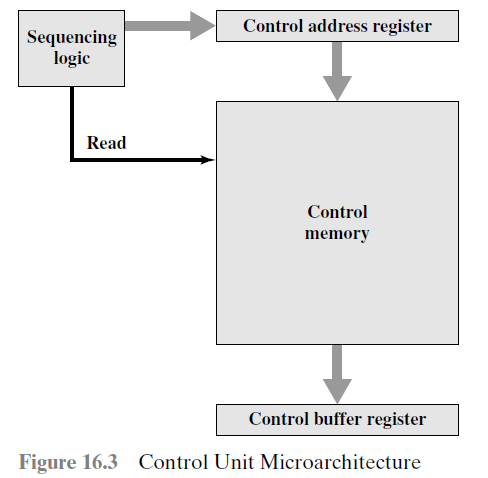 Sequencing
logic
Control address register
Read
Control
memory
Control buffer register
Figure 16.3 Control Unit Microarchitecture